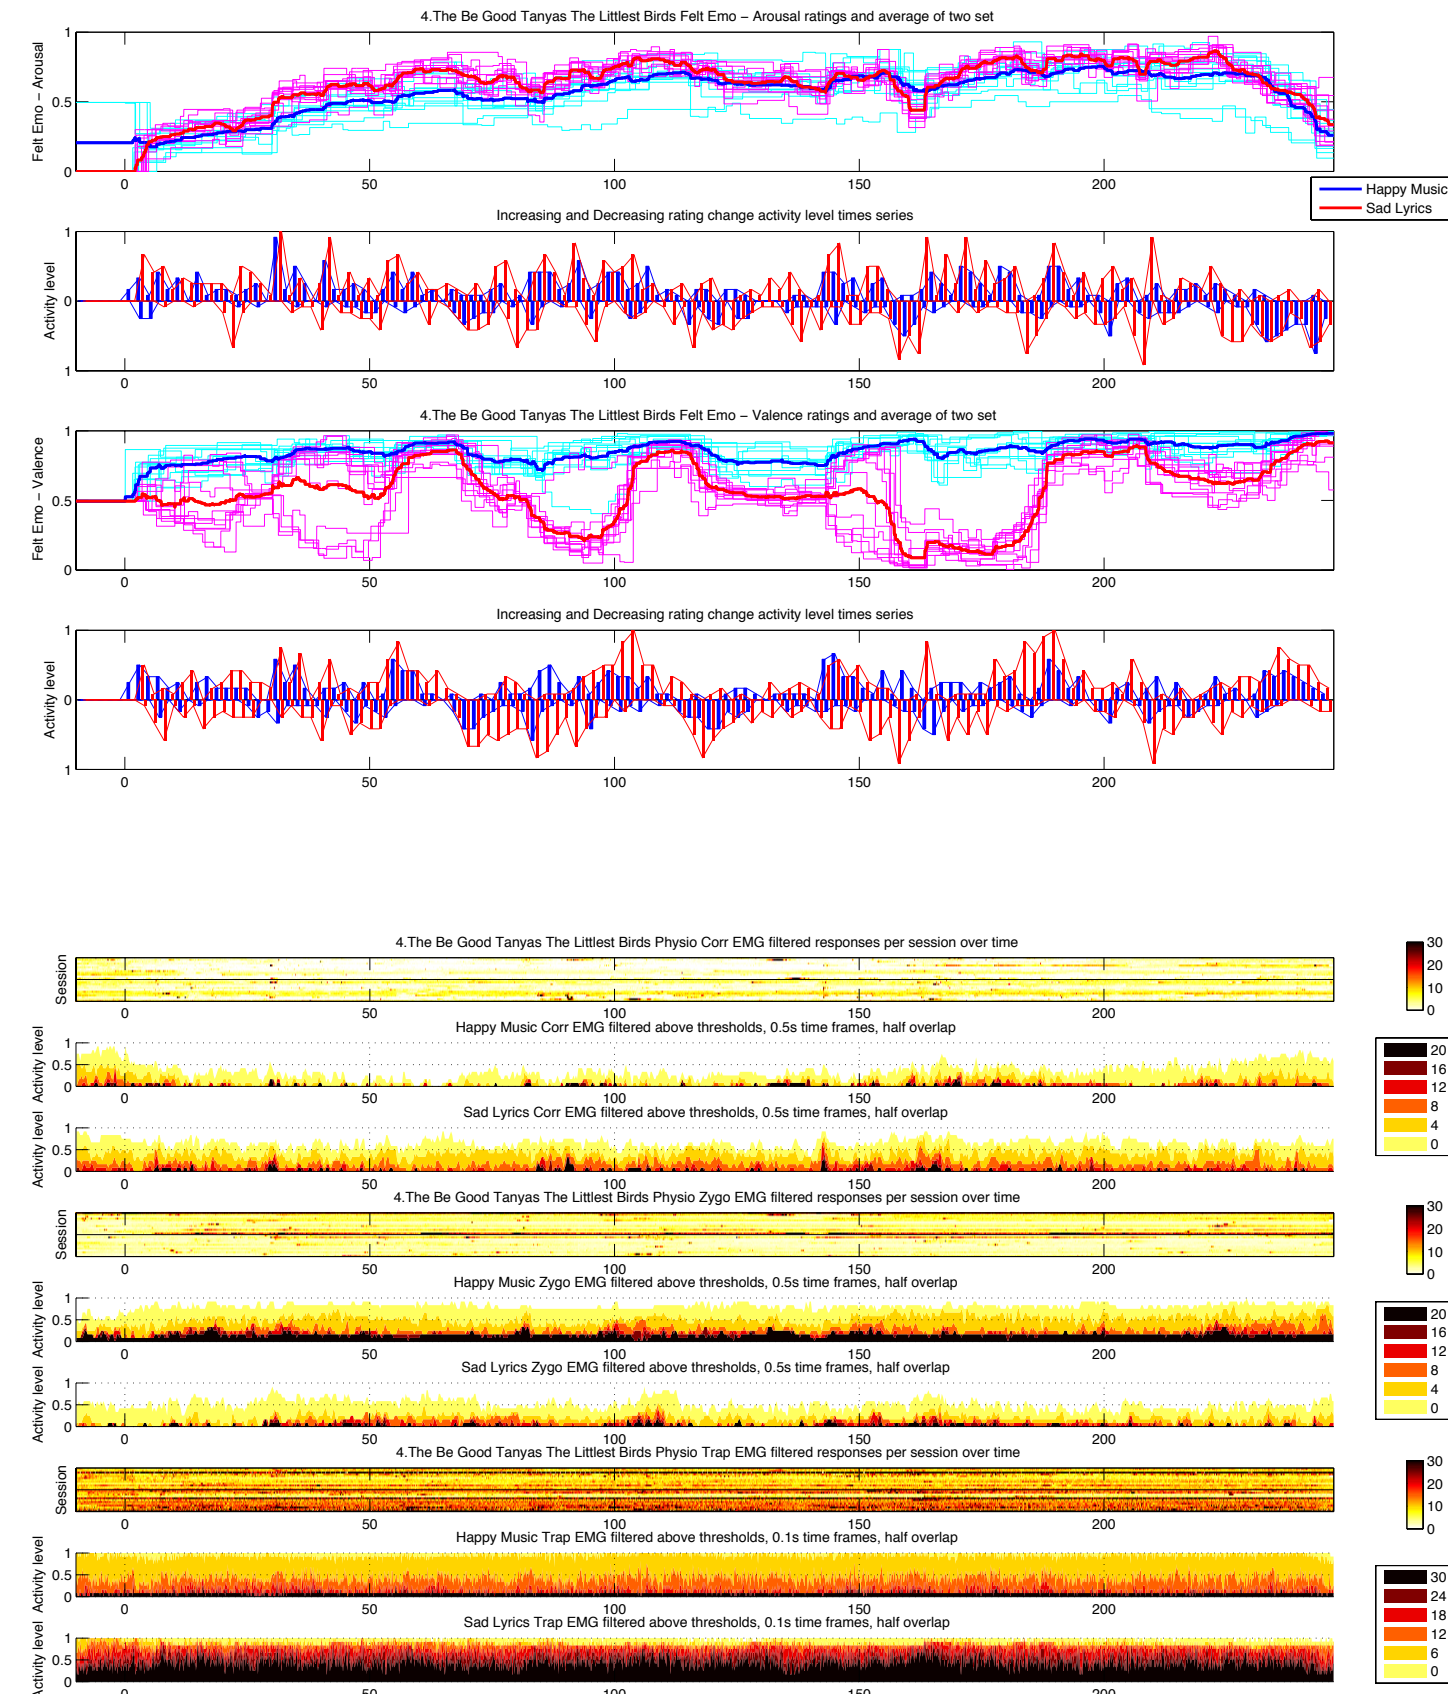 4.The Be Good Tanyas The Littlest Birds Felt Emo – Arousal ratings and average of two set
Felt Emo – Arousal
1
0.5
0
0 50 100 150 200
Happy Music
Sad Lyrics
Increasing and Decreasing rating change activity level times series
Activity level
1
0
1
0 50 100 150 200
4.The Be Good Tanyas The Littlest Birds Felt Emo – Valence ratings and average of two set
Felt Emo – Valence
1
0.5
0
0 50 100 150 200
Increasing and Decreasing rating change activity level times series
Activity level
1
0
1
0 50 100 150 200
4.The Be Good Tanyas The Littlest Birds Physio Corr EMG filtered responses per session over time
Session
0 50 100 150 200
30
20
10
0
Happy Music Corr EMG filtered above thresholds, 0.5s time frames, half overlap
Activity level
1
0.5
0
0 50 100 150 200
20
16
12
8
4
0
Sad Lyrics Corr EMG filtered above thresholds, 0.5s time frames, half overlap
Activity level
1
0.5
0
0 50 100 150 200
4.The Be Good Tanyas The Littlest Birds Physio Zygo EMG filtered responses per session over time
Session
0 50 100 150 200
30
20
10
0
Happy Music Zygo EMG filtered above thresholds, 0.5s time frames, half overlap
Activity level
1
0.5
0
0 50 100 150 200
20
16
12
8
4
0
Sad Lyrics Zygo EMG filtered above thresholds, 0.5s time frames, half overlap
Activity level
1
0.5
0
0 50 100 150 200
4.The Be Good Tanyas The Littlest Birds Physio Trap EMG filtered responses per session over time
Session
0 50 100 150 200
30
20
10
0
Happy Music Trap EMG filtered above thresholds, 0.1s time frames, half overlap
Activity level
1
0.5
0
0 50 100 150 200
30
24
18
12
6
0
Sad Lyrics Trap EMG filtered above thresholds, 0.1s time frames, half overlap
Activity level
1
0.5
0
0 50 100 150 200